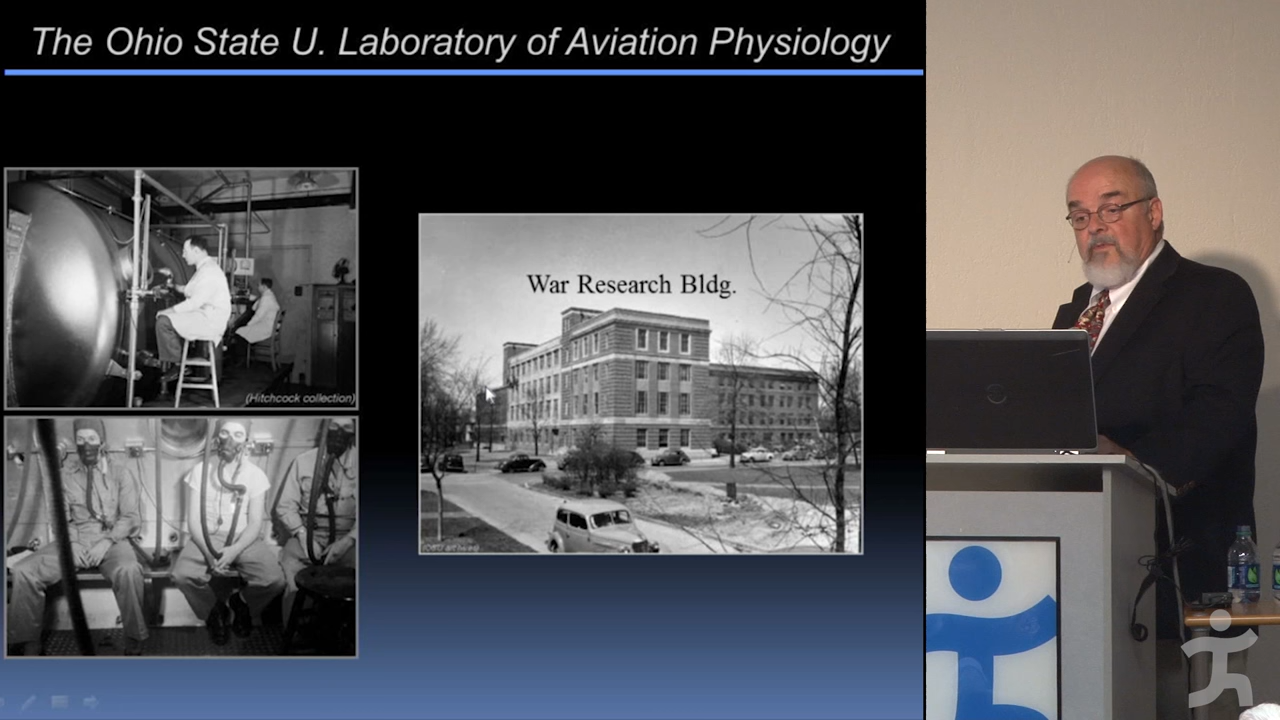 The Ohio State U. Laboratory of Aviation Physiology
(Hitchcock collection)
War Research Bldg.